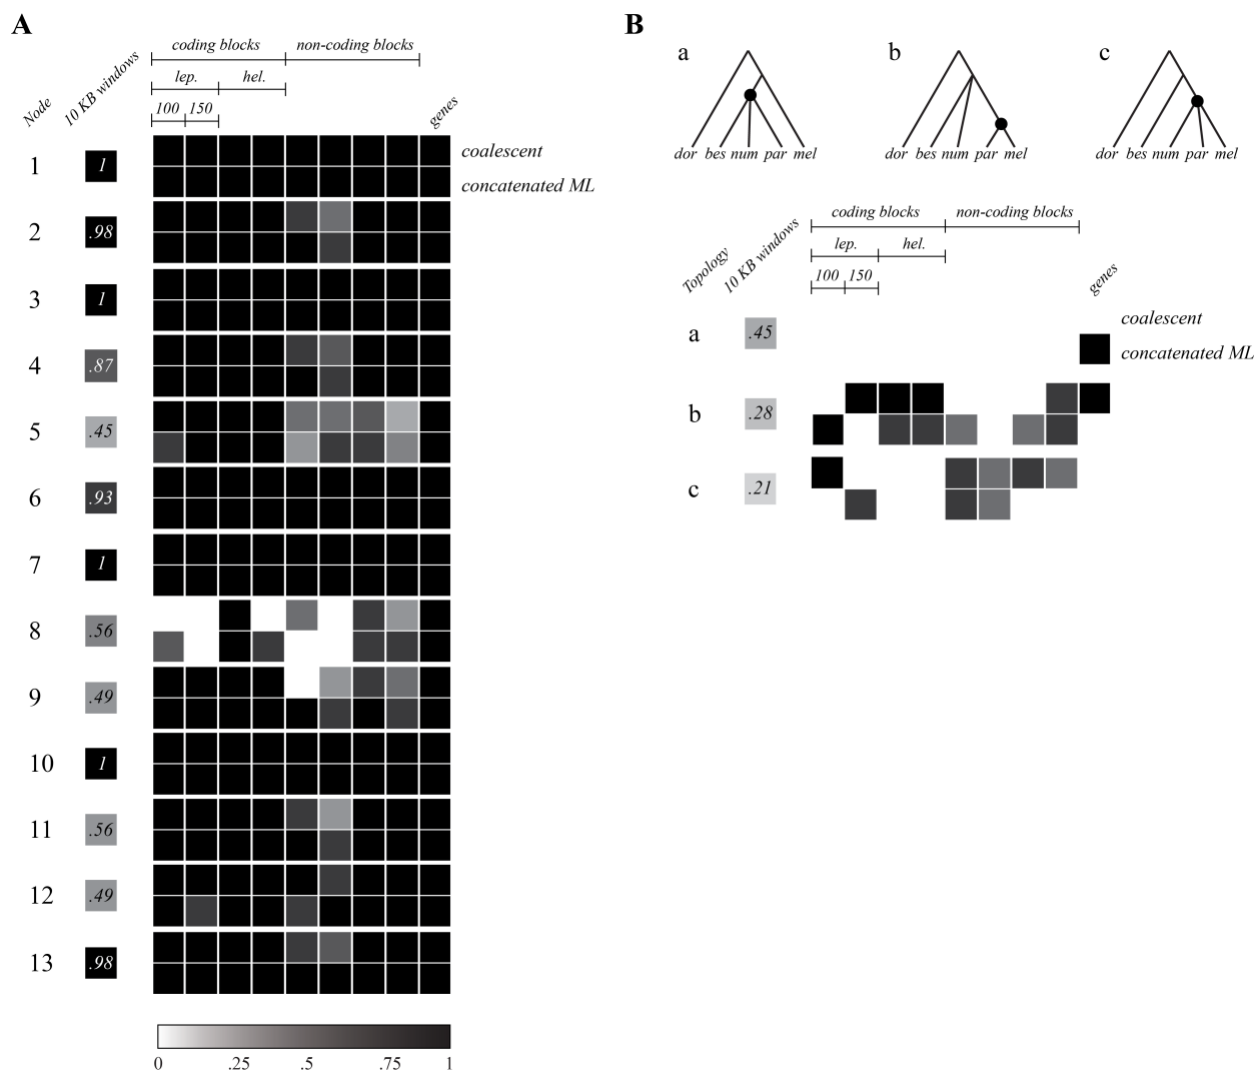 A
coding blocks non-coding blocks
lep. hel.
100 150
Node 10 KB windows genes
coalescent
concatenated ML
1 1
2 .98
3 1
4 .87
5 .45
6 .93
7 1
8 .56
9 .49
10 1
11 .56
12 .49
13 .98
0 .25 .5 .75 1
B
a b c
dor bes num par mel dor bes num par mel dor bes num par mel
coding blocks non-coding blocks
lep. hel.
100 150
Topology 10 KB windows genes
coalescent
concatenated ML
a .45
b .28
c .21